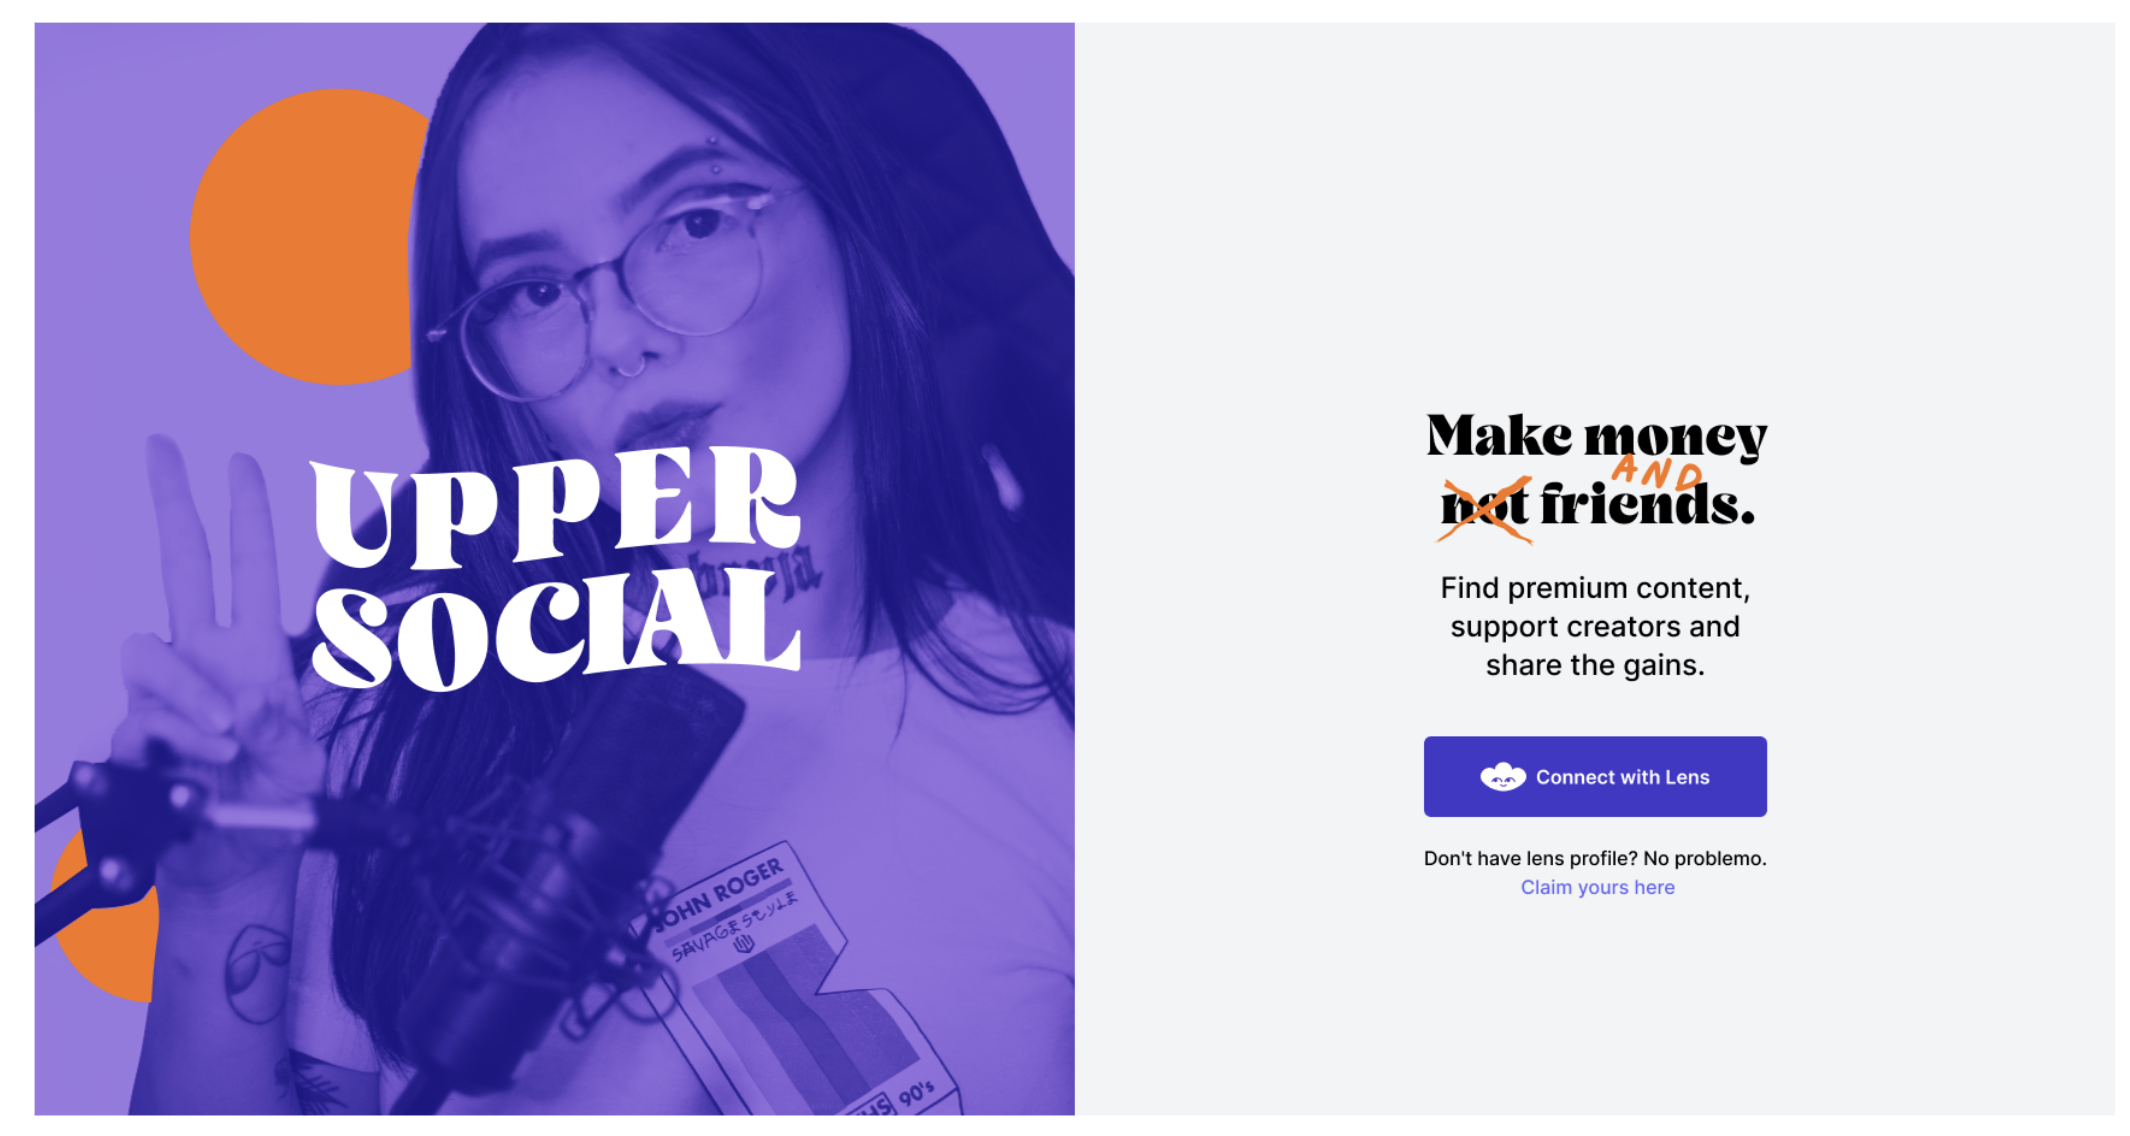 UPPER
SOCIAL
JOHN ROGER
SAVAGE STYLE
90's
Make money
AND
not friends.
Find premium content,
support creators and
share the gains.
Connect with Lens
Don't have lens profile? No problemo.
Claim yours here